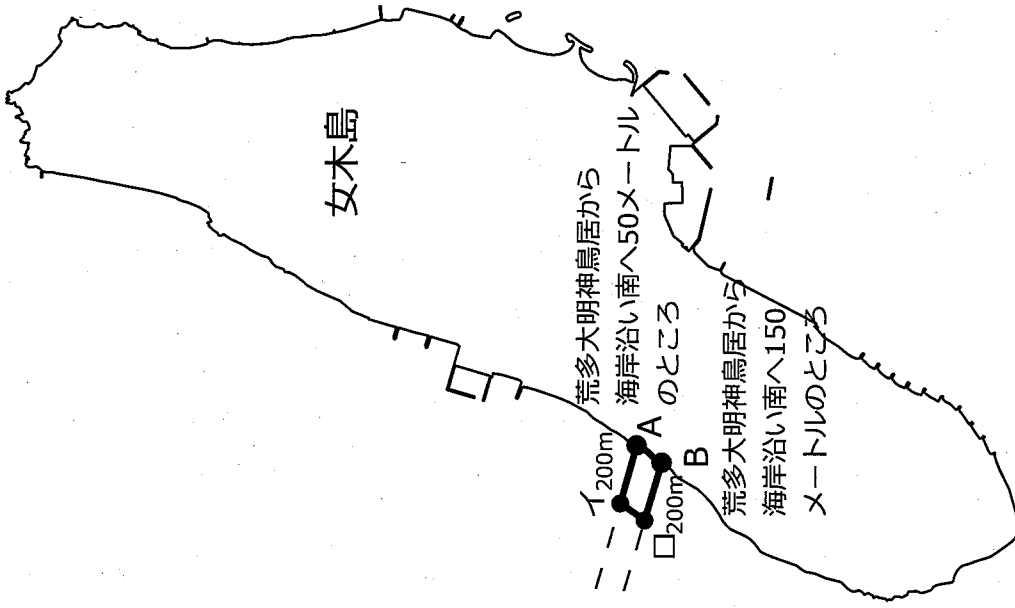 女木島
荒多大明神鳥居から
海岸沿い南へ50メートル
のところ
A
イ
200m
B
ロ
200m
荒多大明神鳥居から
海岸沿い南へ150
メートルのところ